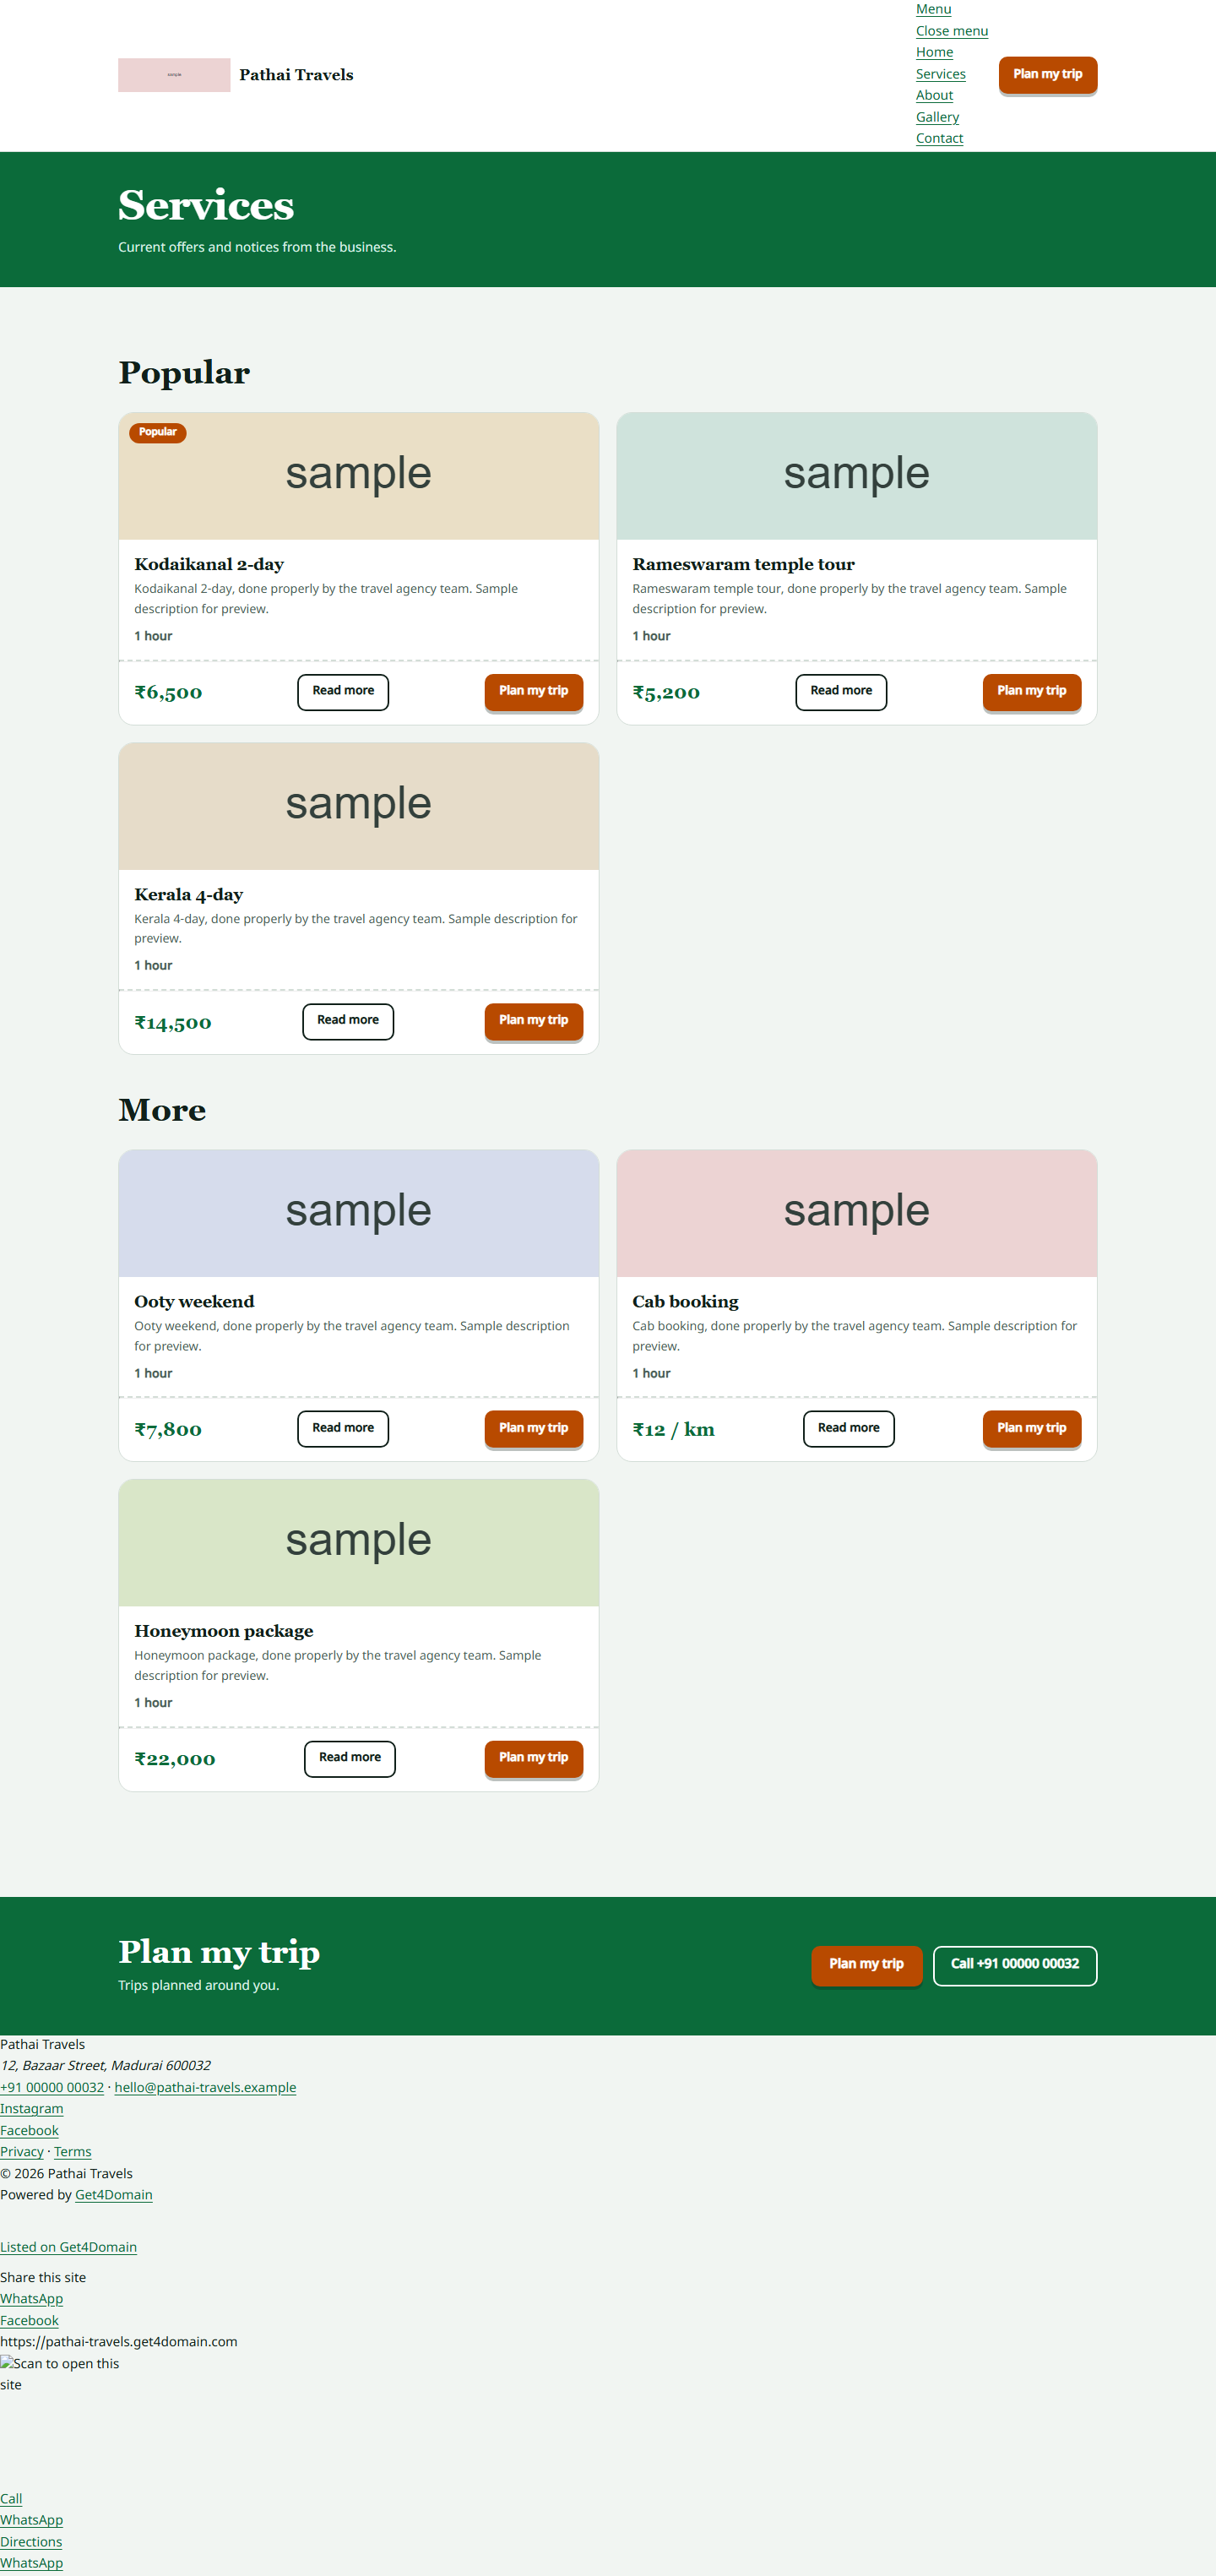 sample
Pathai Travels
Menu
Close menu
Home
Services
About
Gallery
Contact
Plan my trip
Services
Current offers and notices from the business.
Popular
Popular
sample
Kodaikanal 2-day
Kodaikanal 2-day, done properly by the travel agency team. Sample
description for preview.
1 hour
₹6,500
Read more
Plan my trip
sample
Rameswaram temple tour
Rameswaram temple tour, done properly by the travel agency team. Sample
description for preview.
1 hour
₹5,200
Read more
Plan my trip
sample
Kerala 4-day
Kerala 4-day, done properly by the travel agency team. Sample description for
preview.
1 hour
₹14,500
Read more
Plan my trip
More
sample
Ooty weekend
Ooty weekend, done properly by the travel agency team. Sample description
for preview.
1 hour
₹7,800
Read more
Plan my trip
sample
Cab booking
Cab booking, done properly by the travel agency team. Sample description for
preview.
1 hour
₹12 / km
Read more
Plan my trip
sample
Honeymoon package
Honeymoon package, done properly by the travel agency team. Sample
description for preview.
1 hour
₹22,000
Read more
Plan my trip
Plan my trip
Trips planned around you.
Plan my trip
Call +91 00000 00032
Pathai Travels
12, Bazaar Street, Madurai 600032
+91 00000 00032 · hello@pathai-travels.example
Instagram
Facebook
Privacy · Terms
© 2026 Pathai Travels
Powered by Get4Domain
Listed on Get4Domain
Share this site
WhatsApp
Facebook
https://pathai-travels.get4domain.com
Scan to open this
site
Call
WhatsApp
Directions
WhatsApp